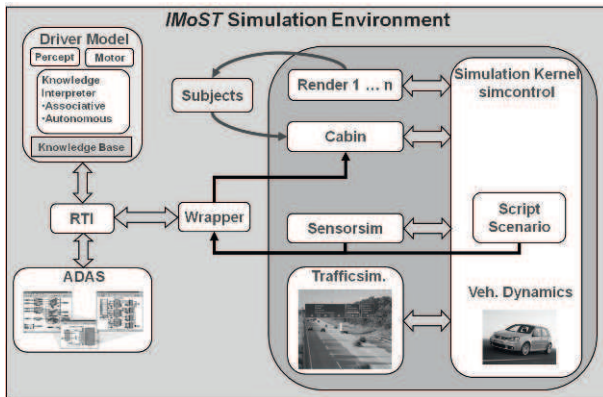 IMoST Simulation Environment
Driver Model
Percept
Motor
Knowledge
Interpreter
•Associative
•Autonomous
Knowledge Base
RTI
ADAS
Subjects
Wrapper
Render 1 ... n
Cabin
Sensorsim
Trafficsim.
Simulation Kernel
simcontrol
Script
Scenario
Veh. Dynamics